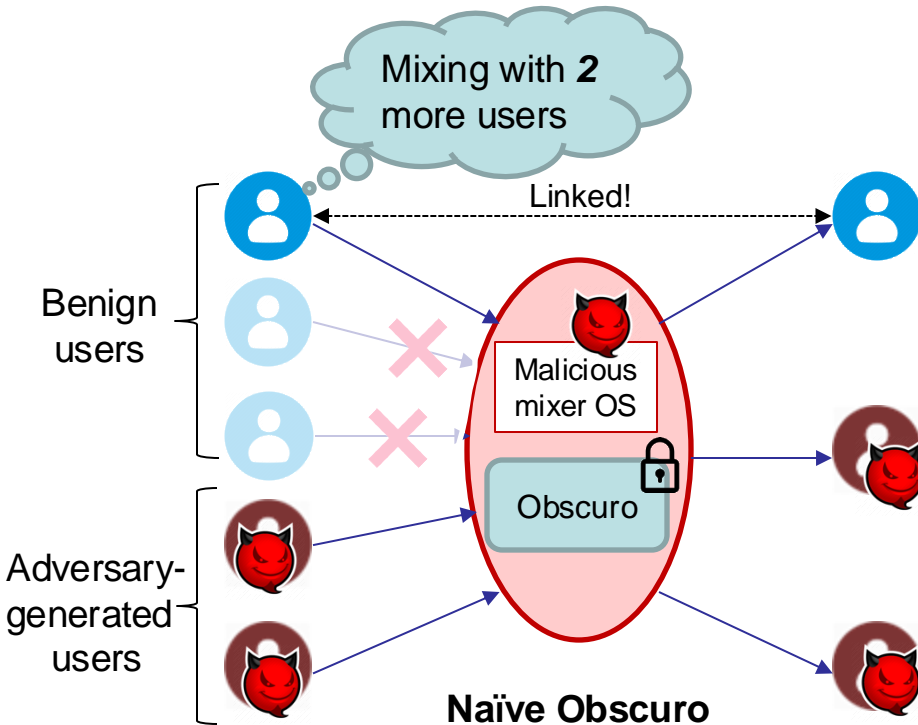 Mixing with 2
more users
Linked!
Benign
users
Malicious
mixer OS
Obscuro
Adversary-
generated
users
Naïve Obscuro